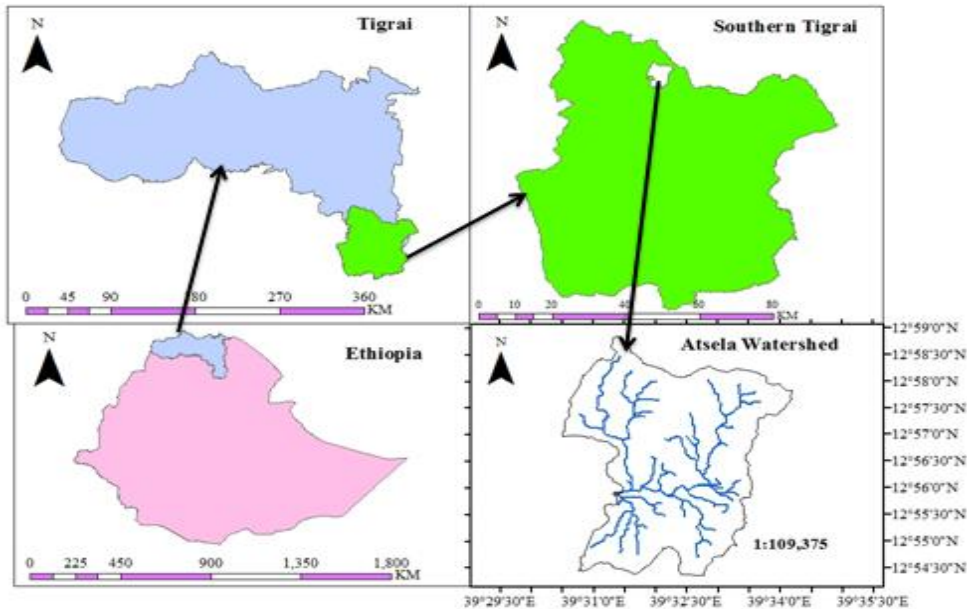 N
Tigrai
0 45 90 180 270 360
KM
N
Southern Tigrai
0 10 20 40 60 80
KM
N
Ethiopia
0 225 450 900 1,350 1,800
KM
N
Atsela Watershed
1:109,375
12°59'0"N
12°58'30"N
12°58'0"N
12°57'30"N
12°57'0"N
12°56'30"N
12°56'0"N
12°55'30"N
12°55'0"N
12°54'30"N
39°29'30"E 39°31'0"E 39°32'30"E 39°34'0"E 39°35'30"E